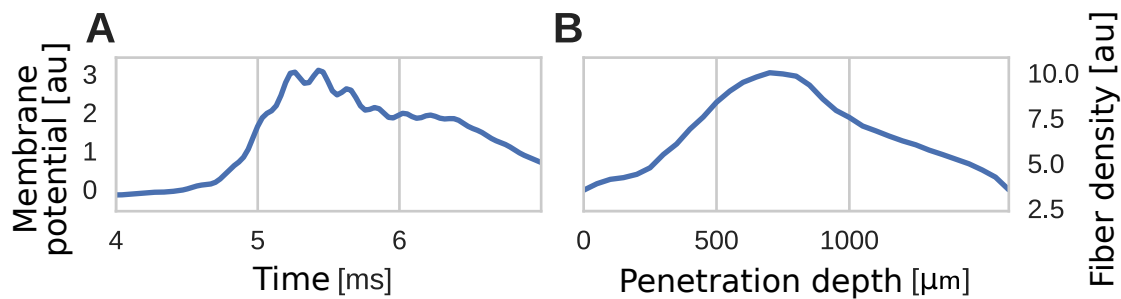 A
B
Membrane
potential [au]
3
2
1
0
4
5
6
Time [ms]
10.0
7.5
5.0
2.5
Fiber density [au]
0
500
1000
Penetration depth [μm]